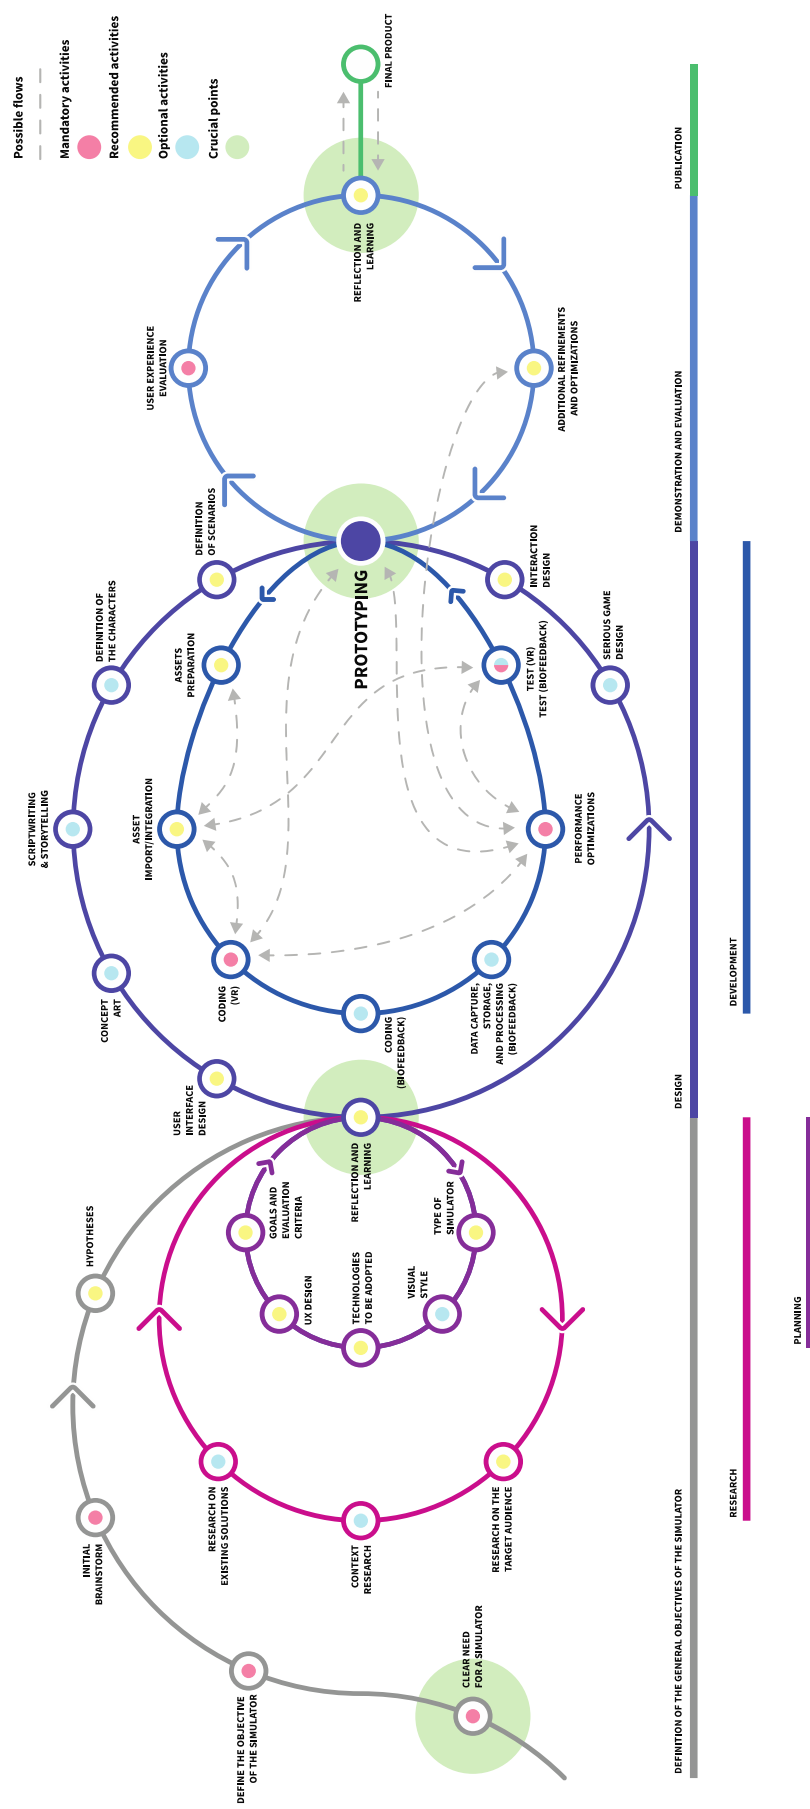 Possible flows
Mandatory activities
Recommended activities
Optional activities
Crucial points
CLEAR NEED
FOR A SIMULATOR
DEFINE THE OBJECTIVE
OF THE SIMULATOR
INITIAL
BRAINSTORM
HYPOTHESES
RESEARCH ON
EXISTING SOLUTIONS
CONTEXT
RESEARCH
RESEARCH ON THE
TARGET AUDIENCE
GOALS AND
EVALUATION
CRITERIA
UX DESIGN
TECHNOLOGIES
TO BE ADOPTED
VISUAL
STYLE
TYPE OF
SIMULATOR
REFLECTION AND
LEARNING
USER
INTERFACE
DESIGN
CONCEPT
ART
SCRIPTWRITING
& STORYTELLING
DEFINITION OF
THE CHARACTERS
DEFINITION
OF SCENARIOS
CODING
(VR)
CODING
(BIOFEEDBACK)
DATA CAPTURE,
STORAGE,
AND PROCESSING
(BIOFEEDBACK)
ASSET
IMPORT/INTEGRATION
ASSETS
PREPARATION
PERFORMANCE
OPTIMIZATIONS
TEST (VR)
TEST (BIOFEEDBACK)
SERIOUS GAME
DESIGN
INTERACTION
DESIGN
PROTOTYPING
USER EXPERIENCE
EVALUATION
ADDITIONAL REFINEMENTS
AND OPTIMIZATIONS
REFLECTION AND
LEARNING
FINAL PRODUCT
DEFINITION OF THE GENERAL OBJECTIVES OF THE SIMULATOR
DESIGN
DEMONSTRATION AND EVALUATION
PUBLICATION
RESEARCH
DEVELOPMENT
PLANNING